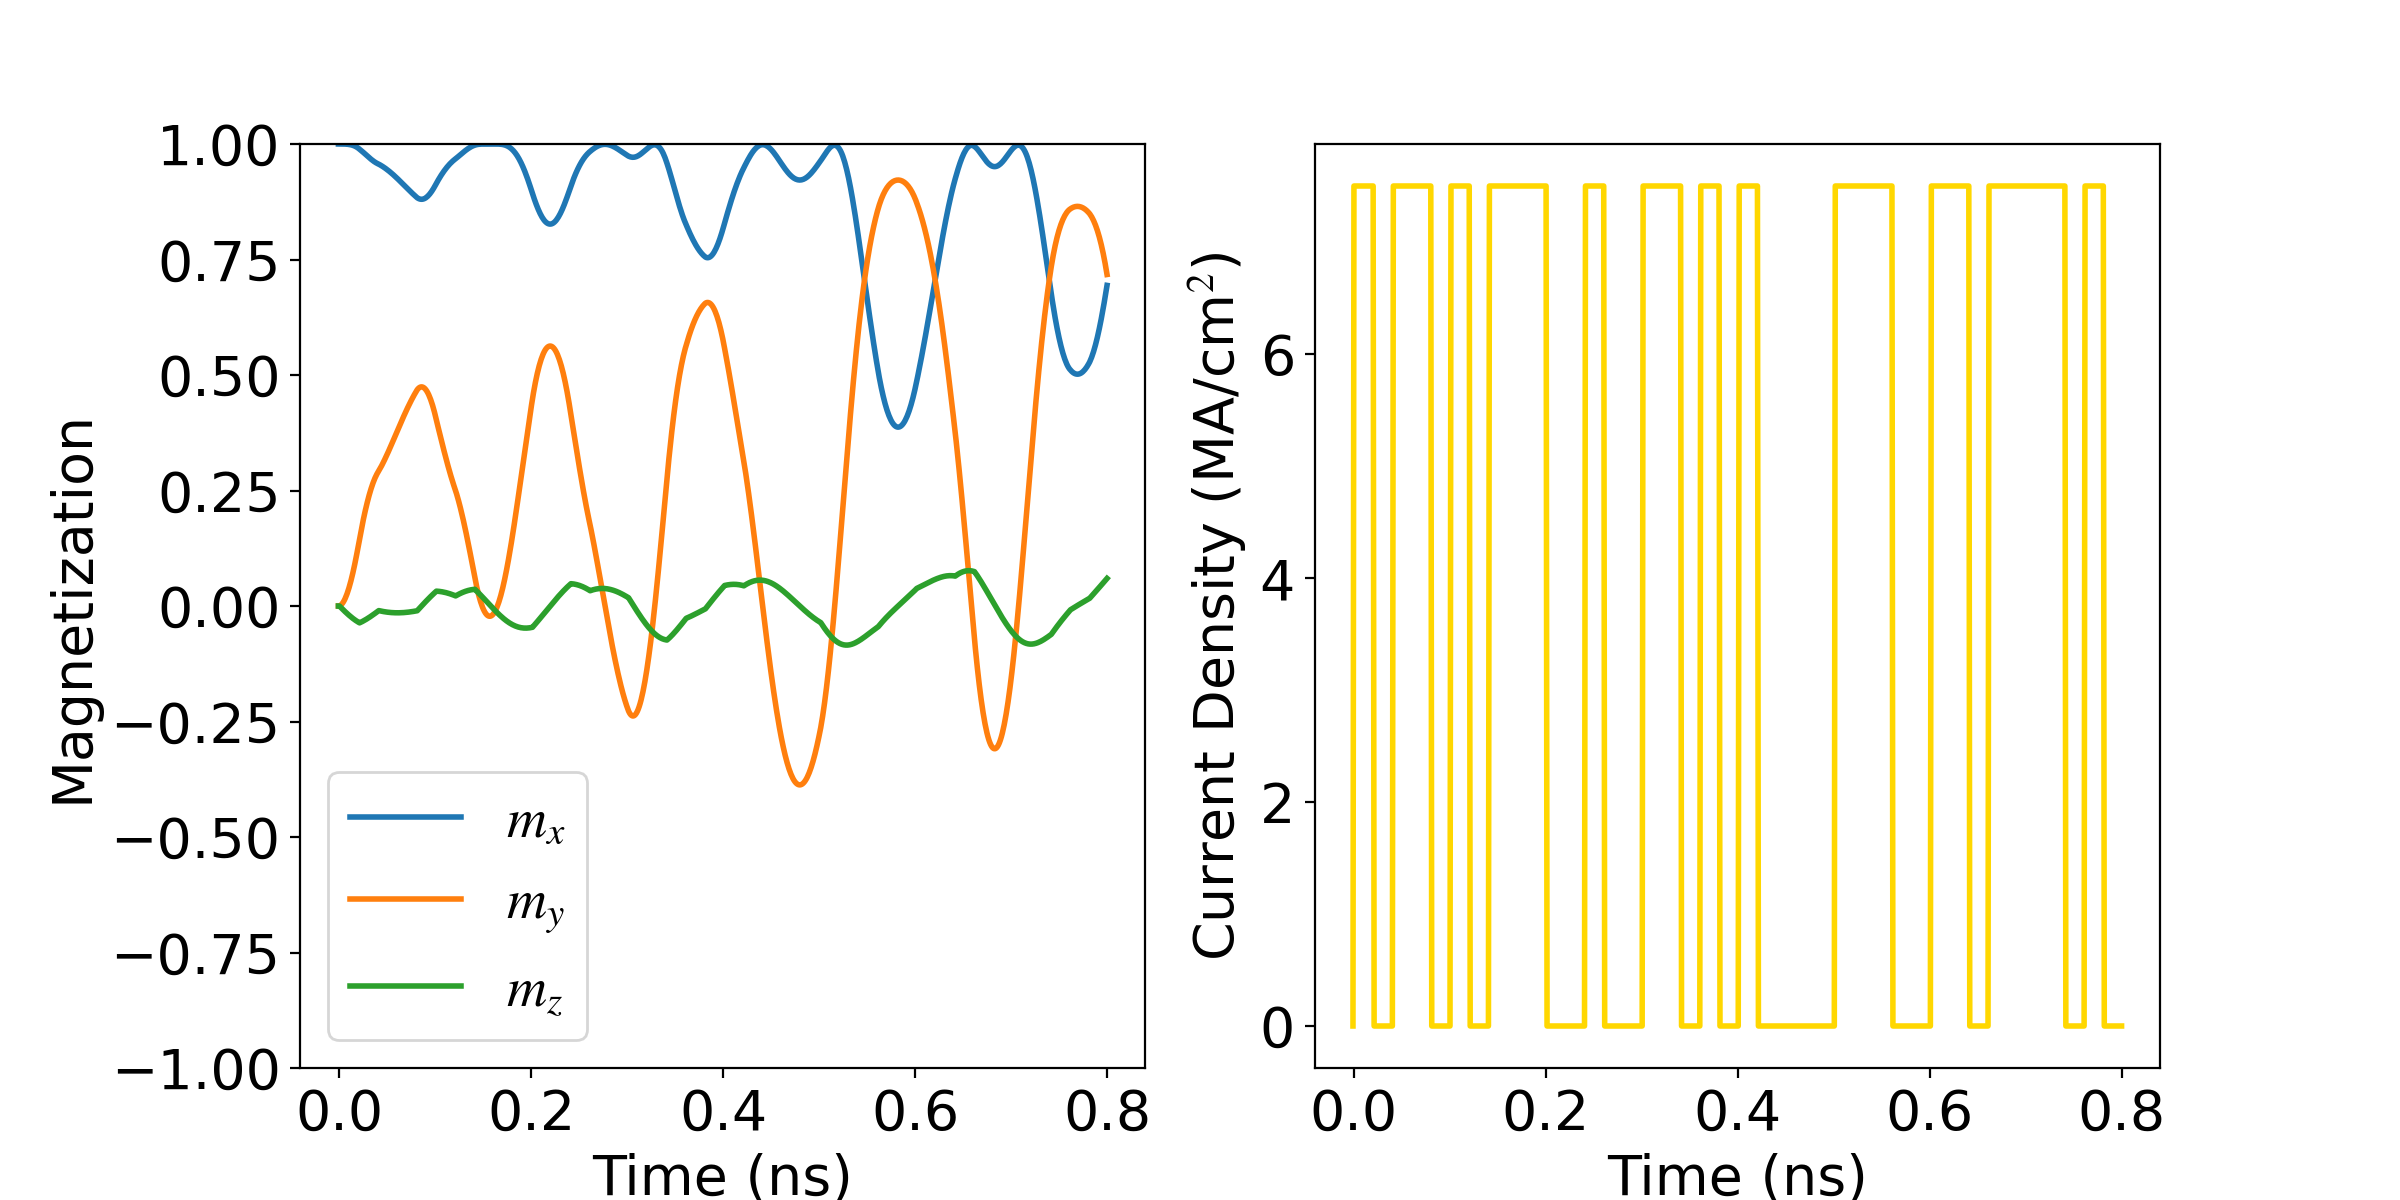 1.00
0.75
0.50
0.25
0.00
−0.25
−0.50
−0.75
−1.00
Magnetization
m_x
m_y
m_z
0.0 0.2 0.4 0.6 0.8
Time (ns)
6
4
2
0
Current Density (MA/cm²)
0.0 0.2 0.4 0.6 0.8
Time (ns)